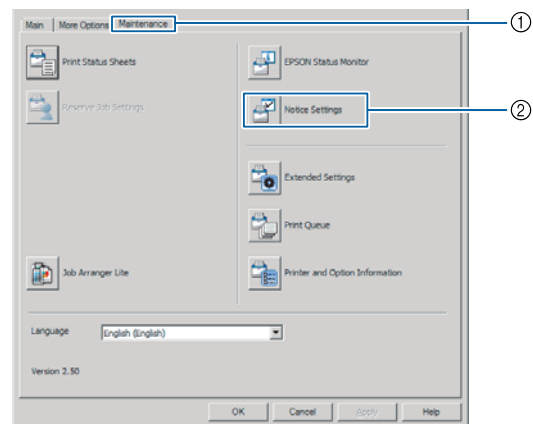 Main
More Options
Maintenance
①
Print Status Sheets
EPSON Status Monitor
Reserve Job Settings
Notice Settings
②
Extended Settings
Print Queue
Job Arranger Lite
Printer and Option Information
Language
English (English)
Version 2.50
OK
Cancel
Apply
Help